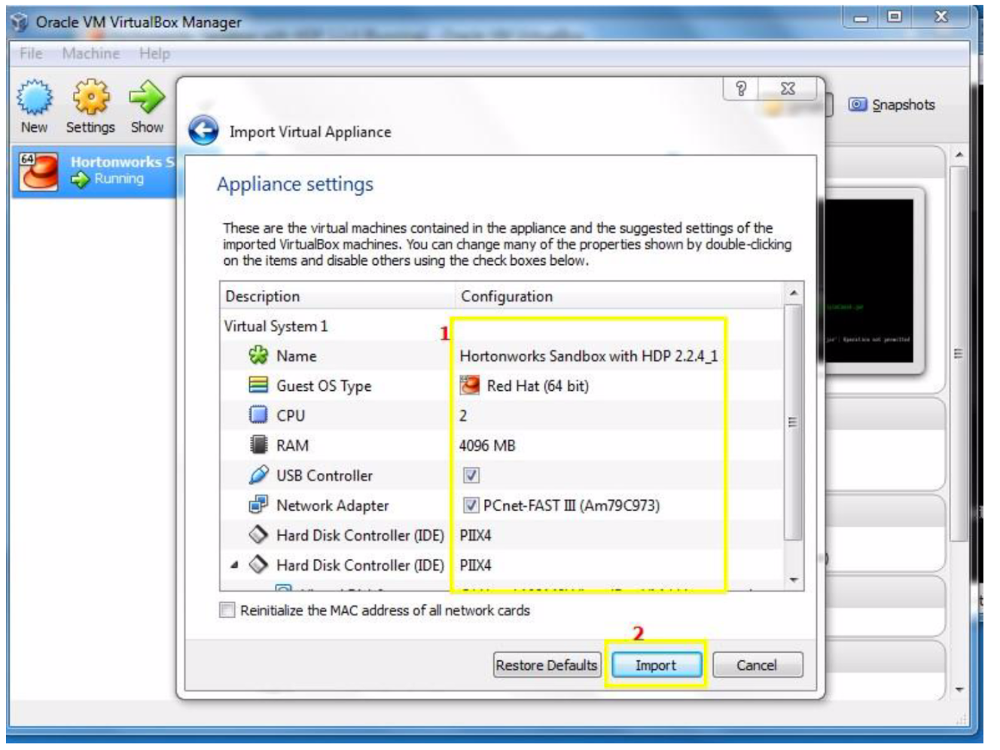 Oracle VM VirtualBox Manager
File Machine Help
New Settings Show
Snapshots
64
Hortonworks S
Running
Import Virtual Appliance
Appliance settings
These are the virtual machines contained in the appliance and the suggested settings of the
imported VirtualBox machines. You can change many of the properties shown by double-clicking
on the items and disable others using the check boxes below.
Description Configuration
Virtual System 1
1
Name Hortonworks Sandbox with HDP 2.2.4_1
Guest OS Type Red Hat (64 bit)
CPU 2
RAM 4096 MB
USB Controller
Network Adapter PCnet-FAST III (Am79C973)
Hard Disk Controller (IDE) PIIX4
Hard Disk Controller (IDE) PIIX4
Reinitialize the MAC address of all network cards
2
Restore Defaults Import Cancel